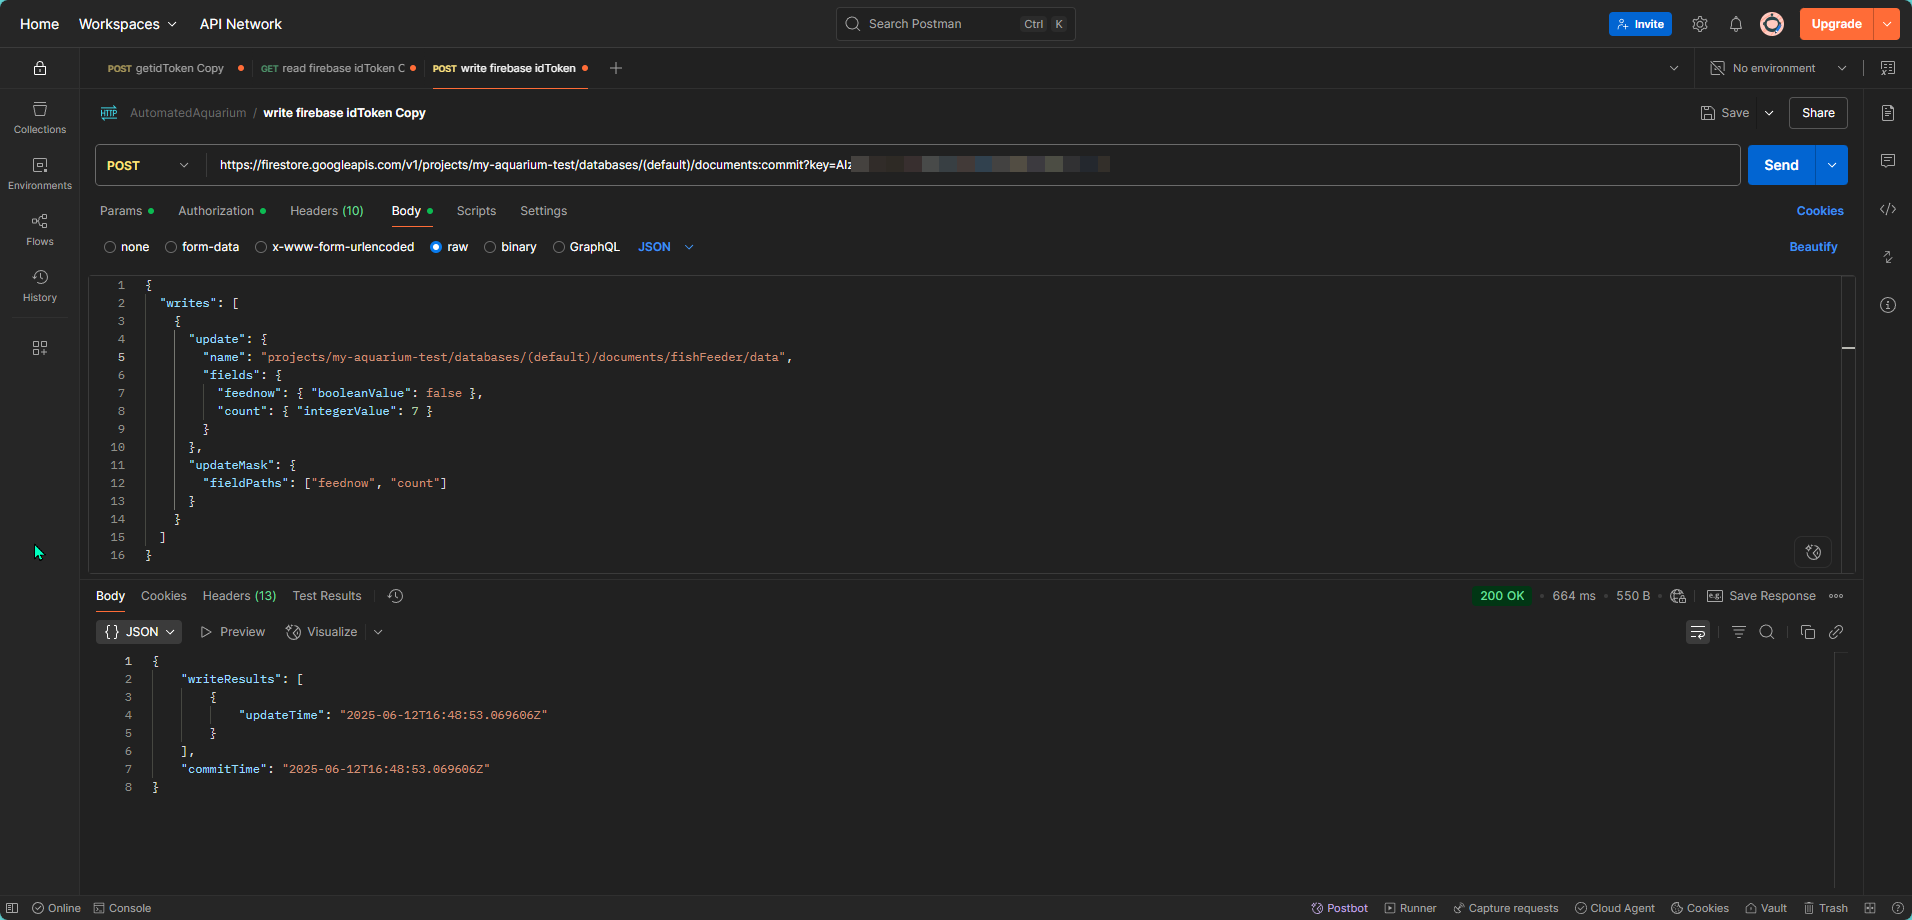 Home Workspaces API Network Search Postman Ctrl K Invite Upgrade
POST getidToken Copy GET read firebase idToken C POST write firebase idToken No environment
HTTP AutomatedAquarium / write firebase idToken Copy Save Share
Collections
Environments
Flows
History
POST https://firestore.googleapis.com/v1/projects/my-aquarium-test/databases/(default)/documents:commit?key=AIz Send
Params Authorization Headers (10) Body Scripts Settings Cookies
none form-data x-www-form-urlencoded raw binary GraphQL JSON Beautify
1 {
2 "writes": [
3 {
4 "update": {
5 "name": "projects/my-aquarium-test/databases/(default)/documents/fishFeeder/data",
6 "fields": {
7 "feednow": { "booleanValue": false },
8 "count": { "integerValue": 7 }
9 }
10 },
11 "updateMask": {
12 "fieldPaths": ["feednow", "count"]
13 }
14 }
15 ]
16 }
Body Cookies Headers (13) Test Results 200 OK • 664 ms • 550 B • e.g. Save Response
{} JSON Preview Visualize
1 {
2 "writeResults": [
3 {
4 "updateTime": "2025-06-12T16:48:53.069606Z"
5 }
6 ],
7 "commitTime": "2025-06-12T16:48:53.069606Z"
8 }
Online Console Postbot Runner Capture requests Cloud Agent Cookies Vault Trash